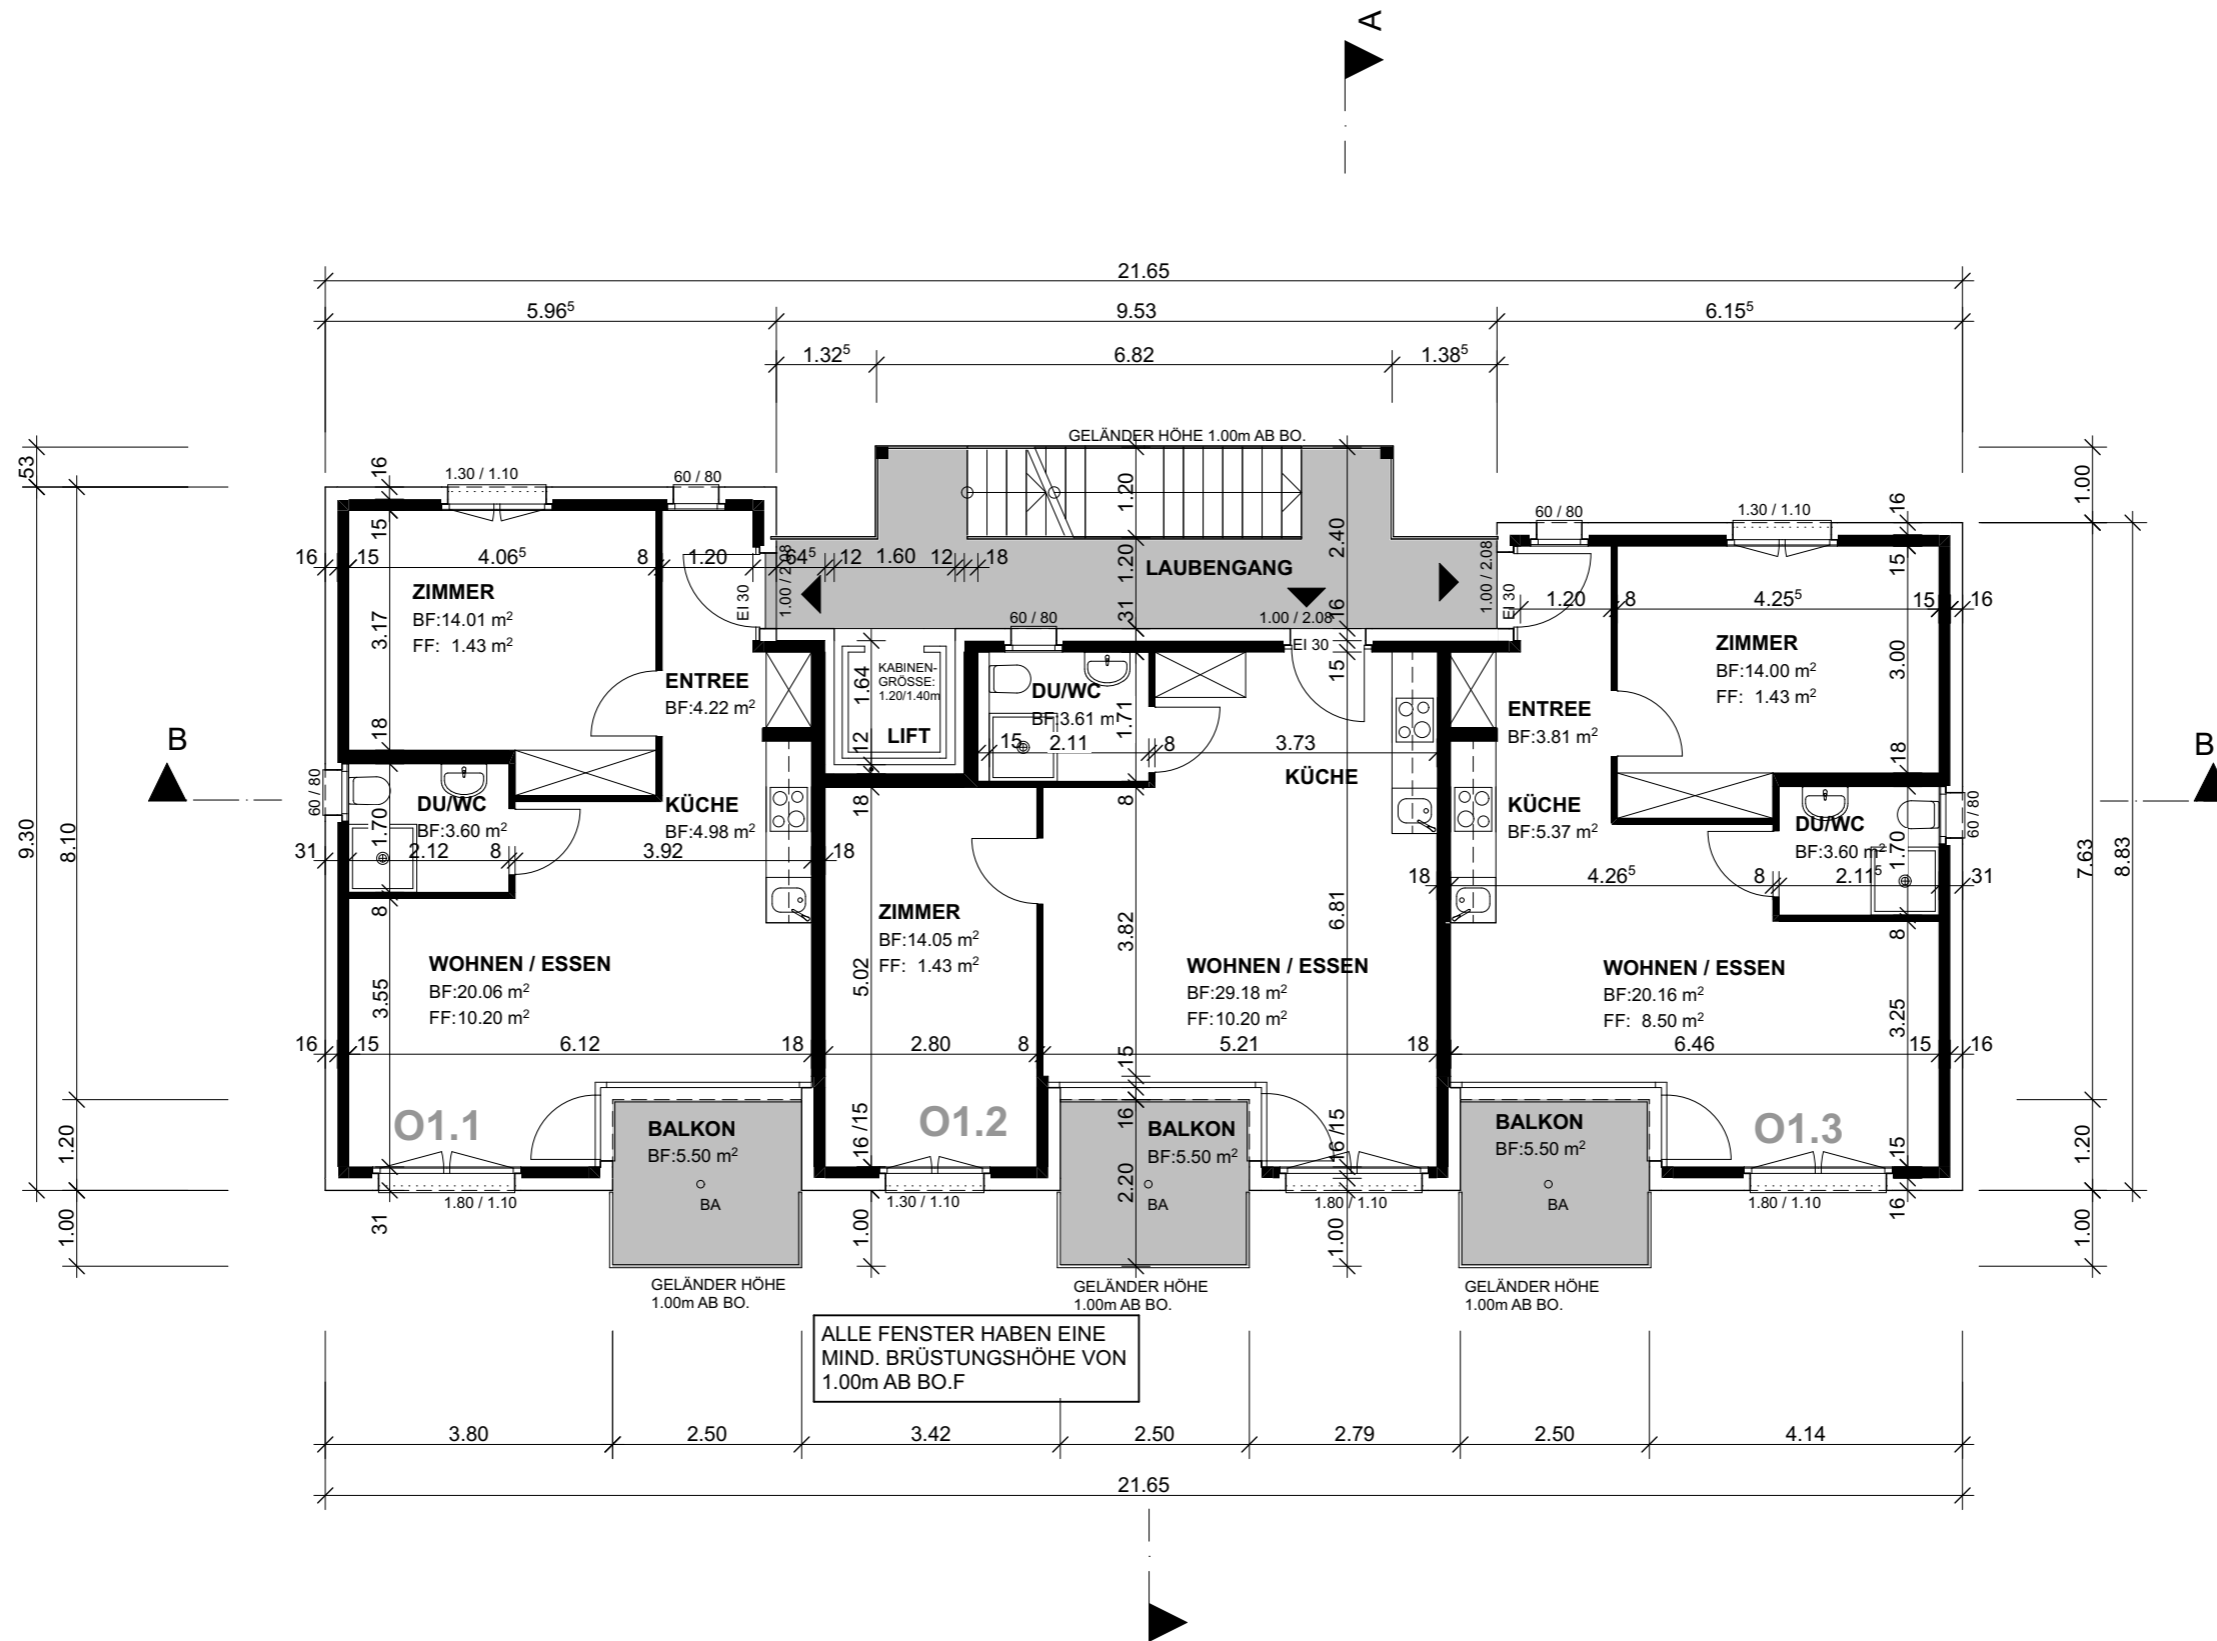 A
21.65
5.96⁵ 9.53 6.15⁵
1.32⁵ 6.82 1.38⁵
GELÄNDER HÖHE 1.00m AB BO.
53
16
1.30 / 1.10
60 / 80
1.20
2.40
60 / 80
1.30 / 1.10
16
1.00
15
16 15 4.06⁵ 8 1.20 64⁵ 12 1.60 12 18
1.20
LAUBENGANG
15
EI 30
1.00 / 2.08
31
16
1.00 / 2.08
EI 30
1.20 8 4.25⁵ 15 16
ZIMMER
BF:14.01 m²
FF: 1.43 m²
3.17
60 / 80
1.00 / 2.08
EI 30
15
ZIMMER
BF:14.00 m²
FF: 1.43 m²
3.00
ENTREE
BF:4.22 m²
1.64
KABINEN-
GRÖSSE:
1.20/1.40m
LIFT
12
DU/WC
BF:3.61 m
1.71
15 2.11 8 3.73
KÜCHE
ENTREE
BF:3.81 m²
18
18
B
B
60 / 80
DU/WC
BF:3.60 m²
1.70
KÜCHE
BF:4.98 m²
18
8
KÜCHE
BF:5.37 m²
DU/WC
BF:3.60 m²
1.70
60 / 80
9.30
8.10
7.63
8.83
31 2.12 8 3.92 18
18 4.26⁵ 8 2.11⁵ 31
8
8
ZIMMER
BF:14.05 m²
FF: 1.43 m²
5.02
3.82
6.81
WOHNEN / ESSEN
BF:20.06 m²
FF:10.20 m²
3.55
WOHNEN / ESSEN
BF:29.18 m²
FF:10.20 m²
WOHNEN / ESSEN
BF:20.16 m²
FF: 8.50 m²
3.25
16 15 6.12 18 2.80 8 5.21 18 6.46 15 16
15
16
O1.1
O1.2
O1.3
BALKON
BF:5.50 m²
BA
BALKON
BF:5.50 m²
BA
BALKON
BF:5.50 m²
BA
1.20
16 /15
16 /15
15
1.20
2.20
1.80 / 1.10
1.30 / 1.10
1.80 / 1.10
1.80 / 1.10
1.00
31
1.00
1.00
16
1.00
GELÄNDER HÖHE
1.00m AB BO.
GELÄNDER HÖHE
1.00m AB BO.
GELÄNDER HÖHE
1.00m AB BO.
ALLE FENSTER HABEN EINE
MIND. BRÜSTUNGSHÖHE VON
1.00m AB BO.F
3.80 2.50 3.42 2.50 2.79 2.50 4.14
21.65